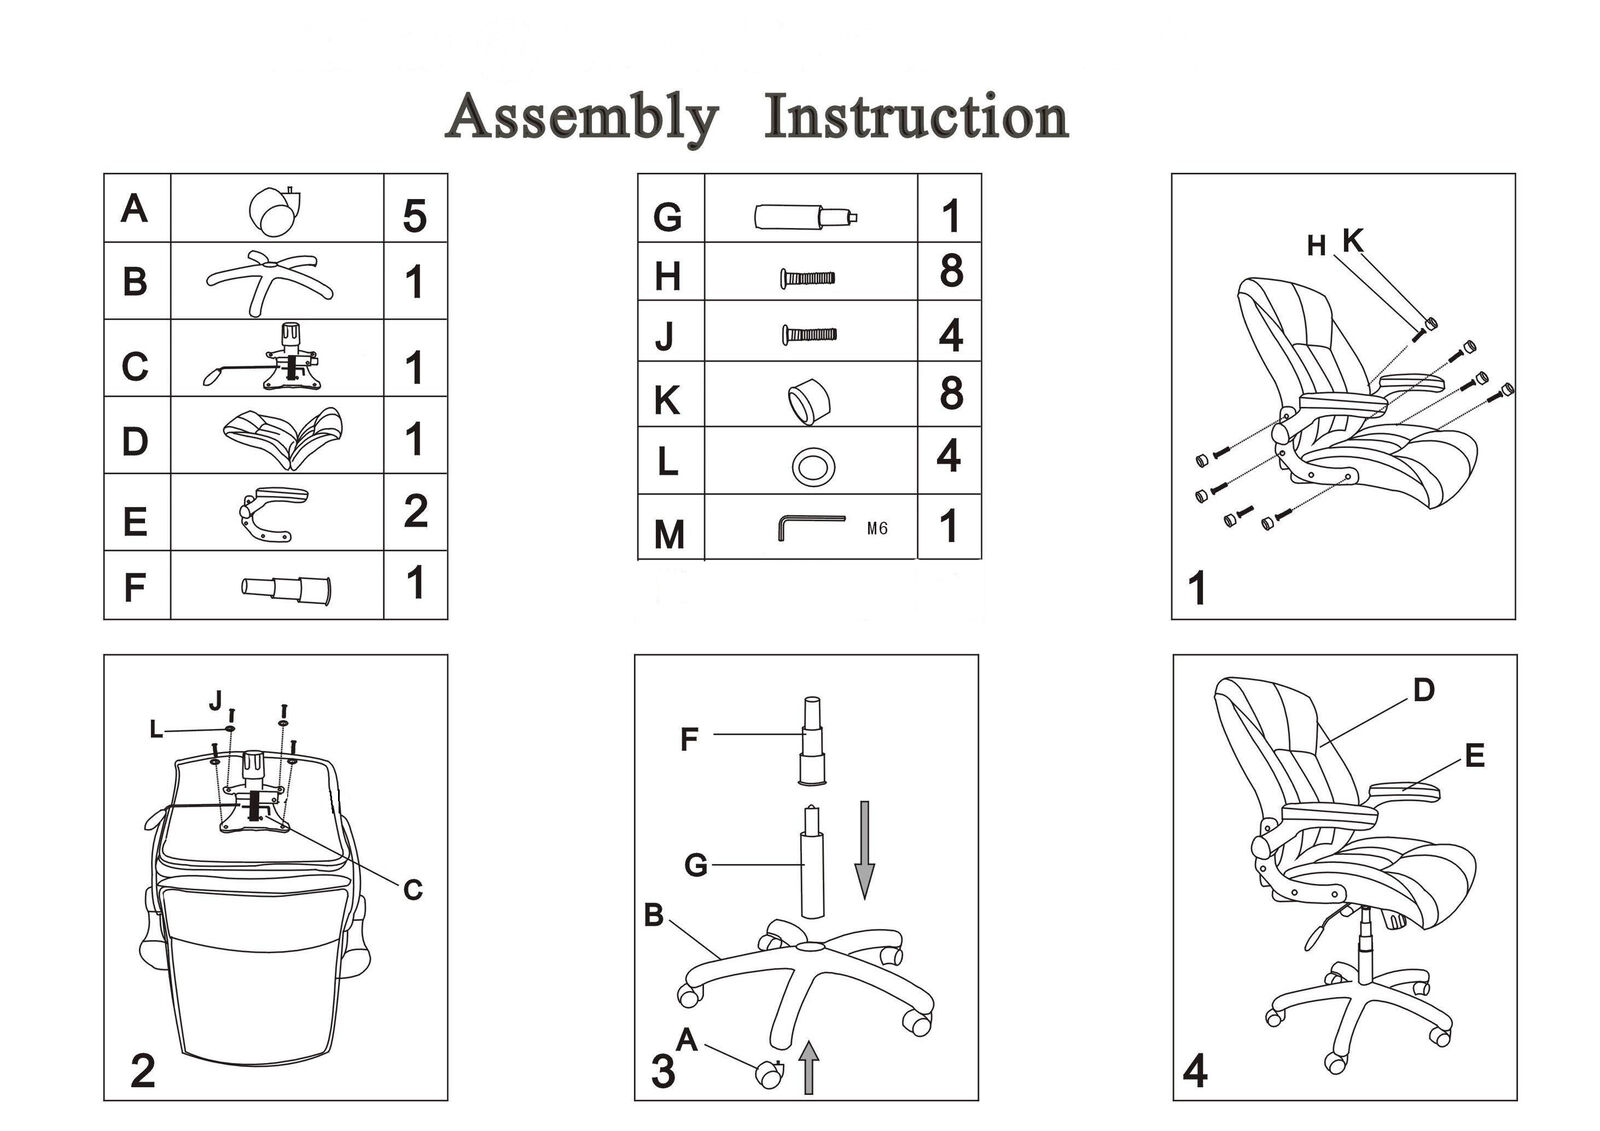 Assembly Instruction
A 5
B 1
C 1
D 1
E 2
F 1
G 1
H 8
J 4
K 8
L 4
M M6 1
H K
1
J
L
C
2
F
G
B
A
3
D
E
4